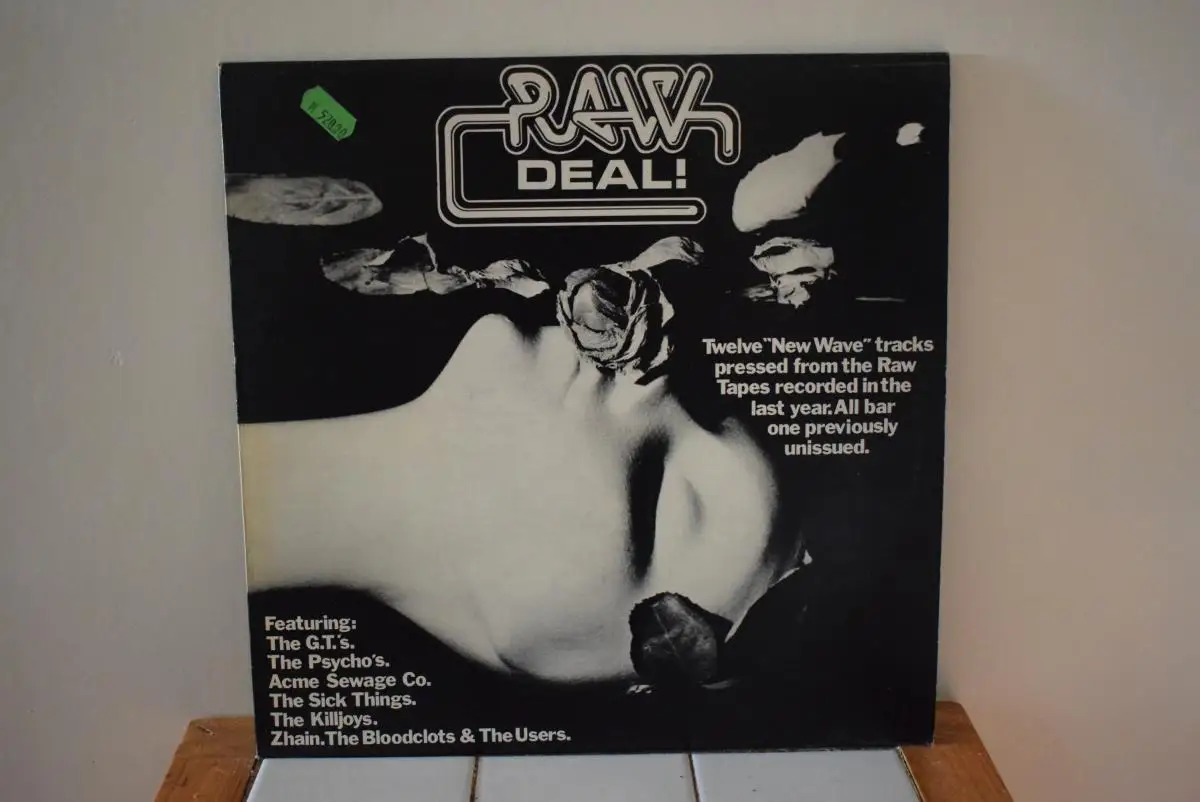 RAW
DEAL!
Twelve "New Wave" tracks
pressed from the Raw
Tapes recorded in the
last year. All bar
one previously
unissued.
Featuring:
The G.T.'s.
The Psycho's.
Acme Sewage Co.
The Sick Things.
The Killjoys.
Zhain. The Bloodclots & The Users.